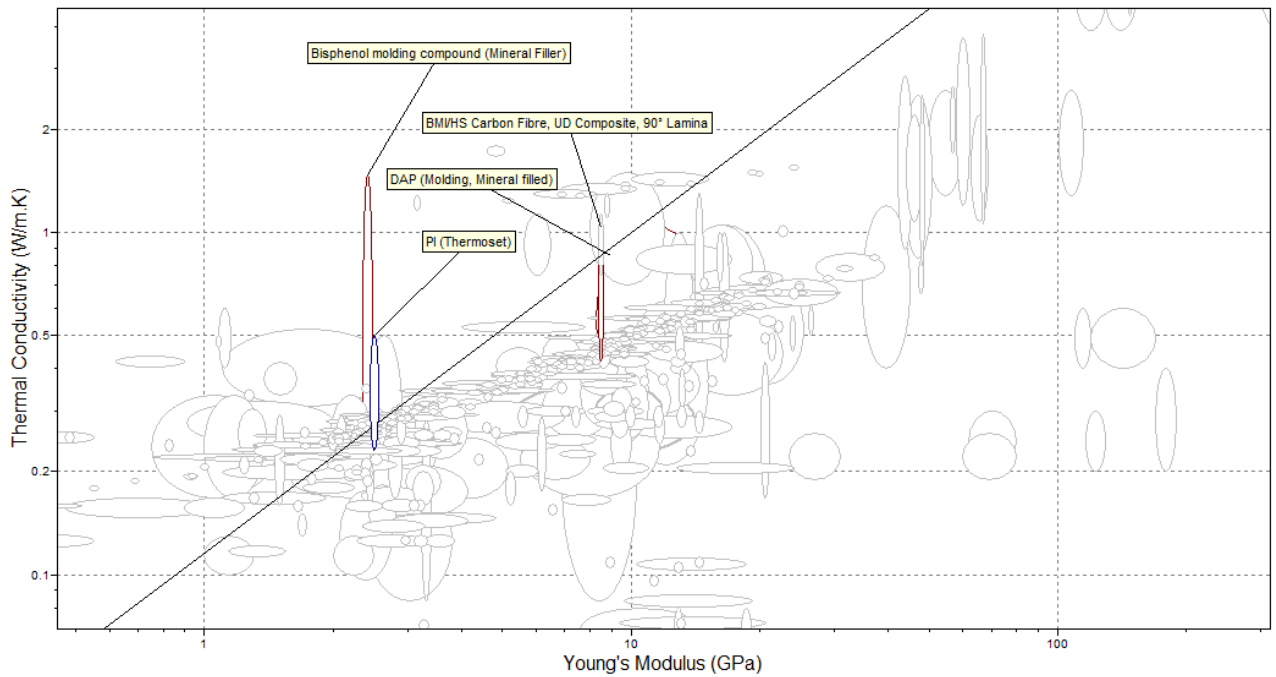 Bisphenol molding compound (Mineral Filler)
BMI/HS Carbon Fibre, UD Composite, 90° Lamina
DAP (Molding, Mineral filled)
PI (Thermoset)
Thermal Conductivity (W/m.K)
2
1
0.5
0.2
0.1
1
10
100
Young's Modulus (GPa)